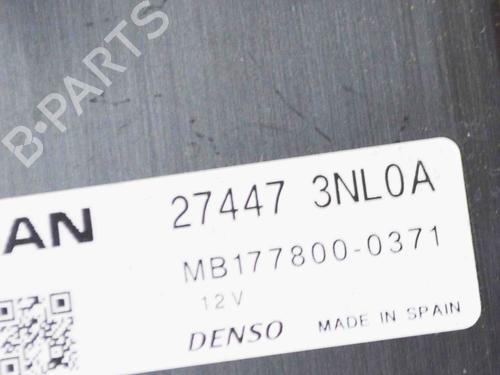 B-PARTS
AN 27447 3NL0A
MB177800-0371
12V
DENSO MADE IN SPAIN